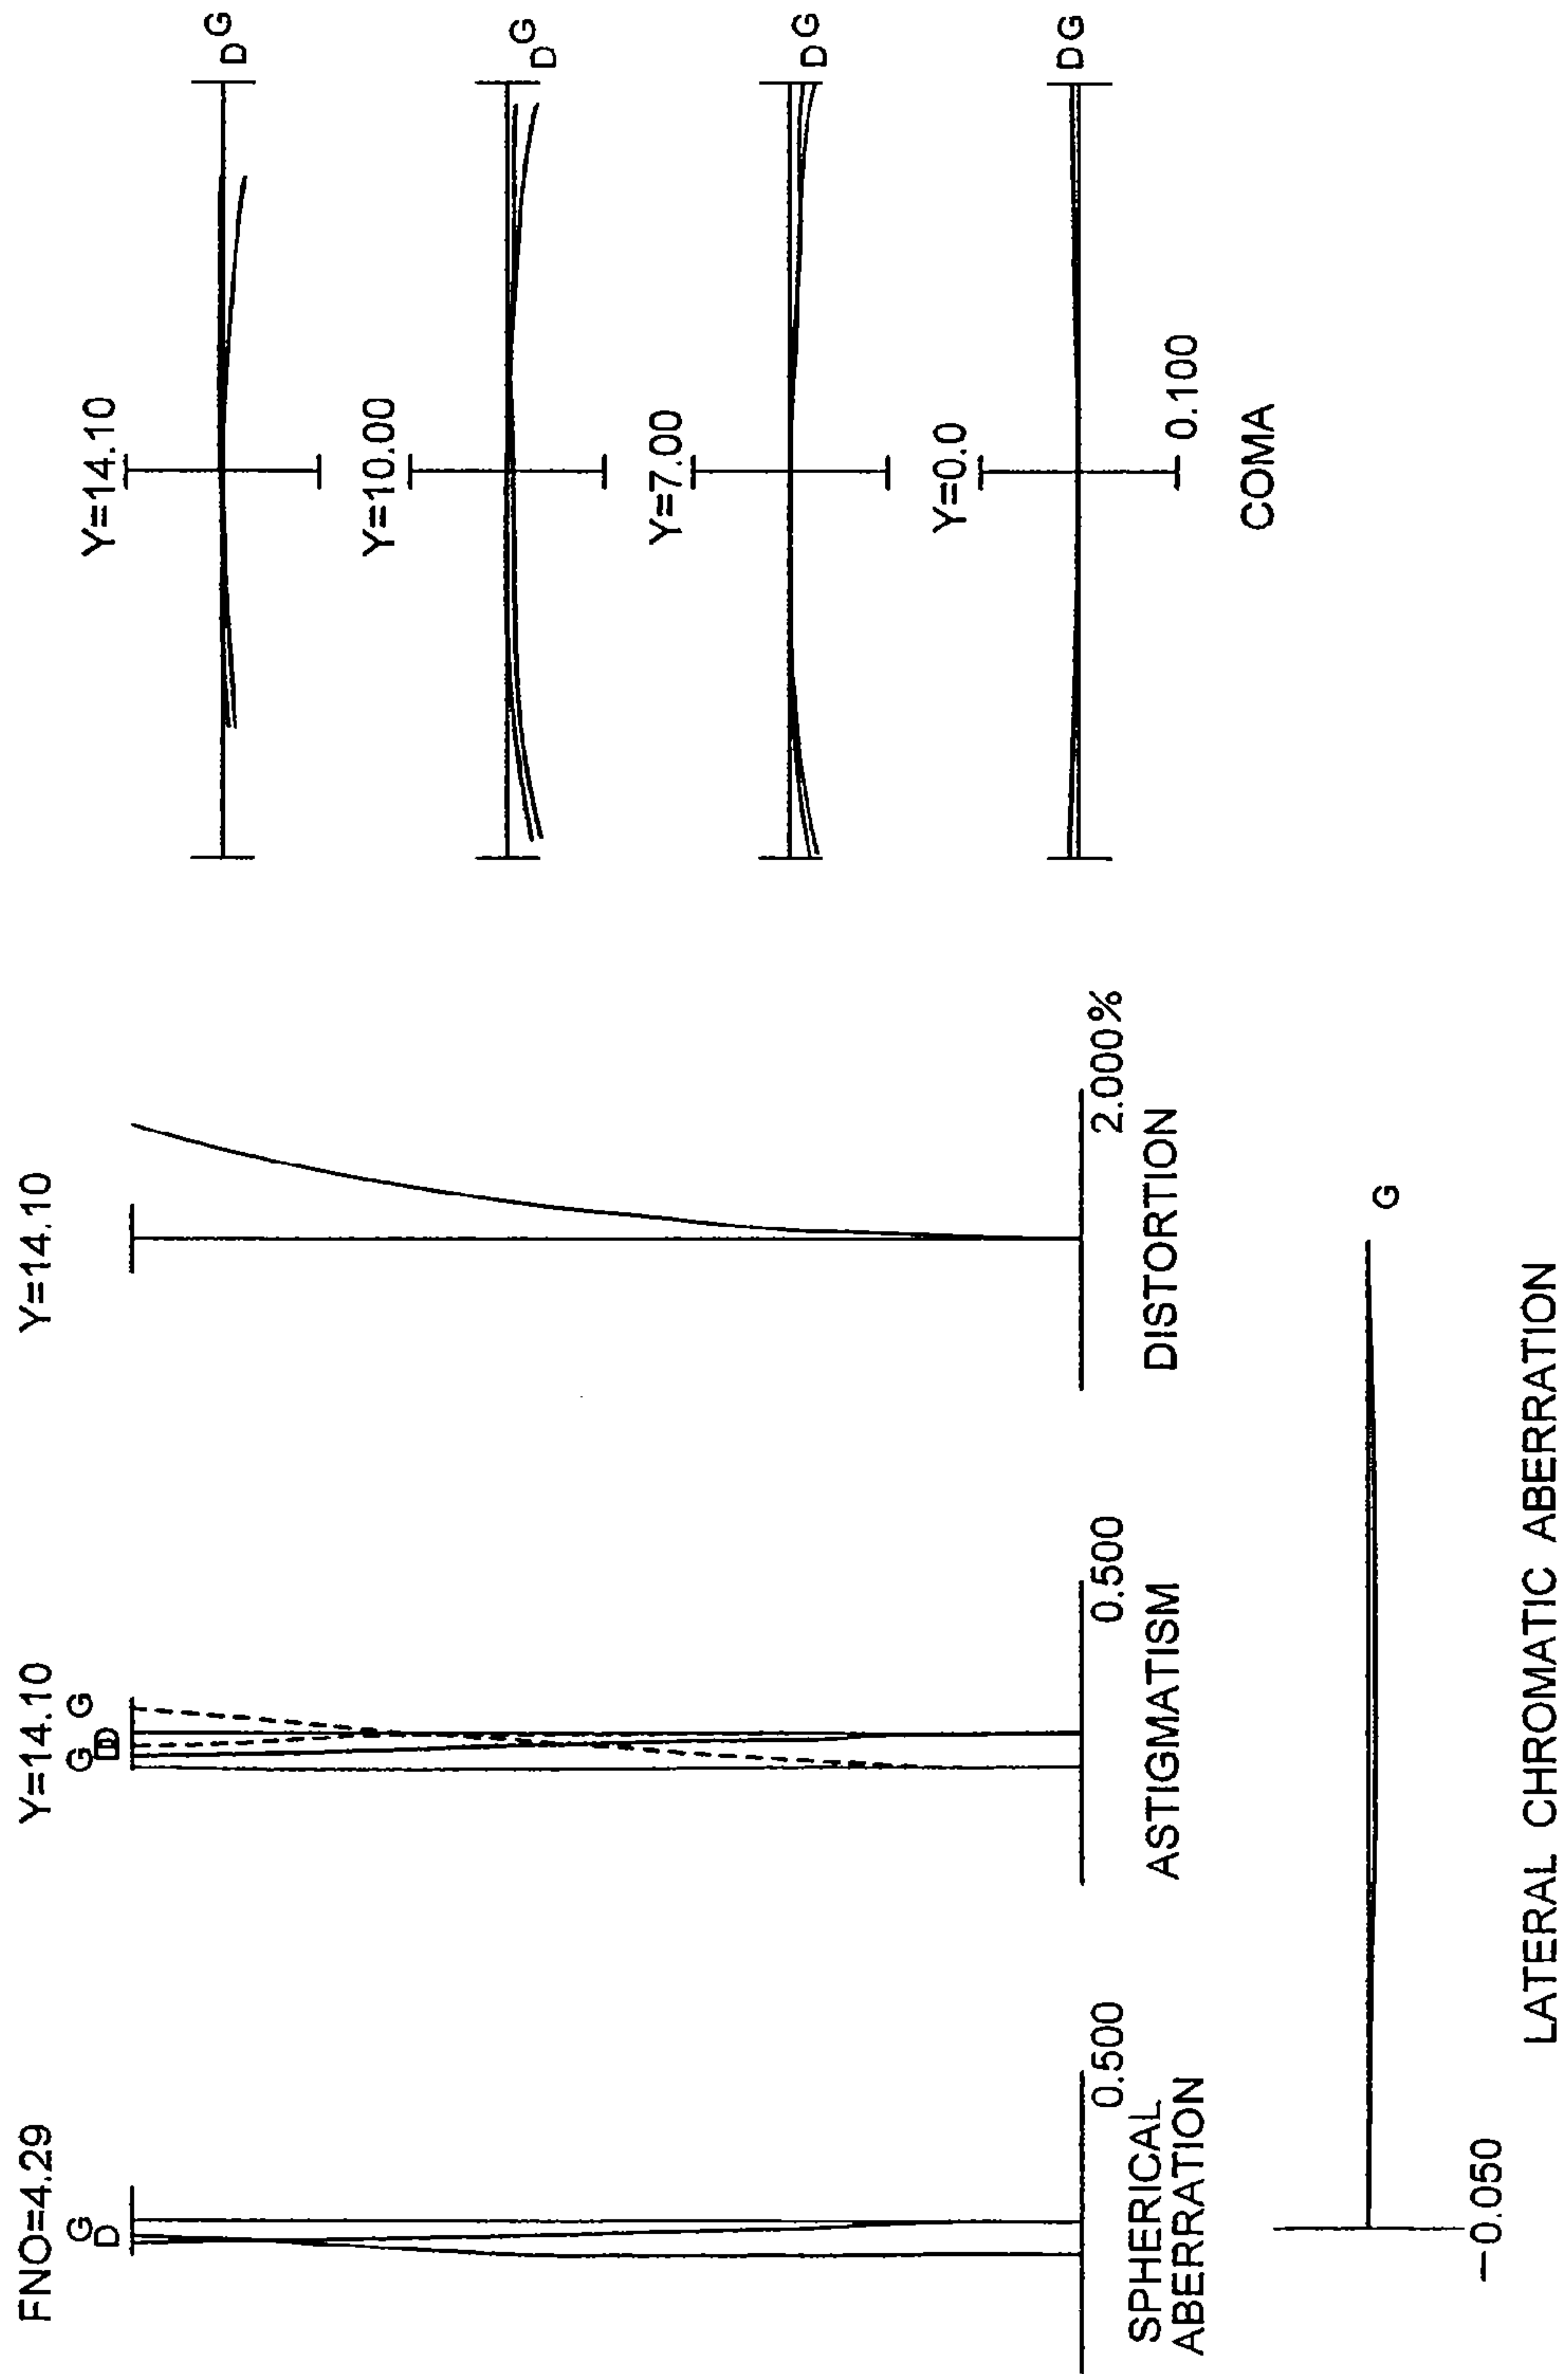 FNO=4.29
G
D
0.500
SPHERICAL
ABERRATION
Y=14.10
G D D G
0.500
ASTIGMATISM
Y=14.10
2.000%
DISTORTION
Y=14.10
D G
Y=10.00
D G
Y=7.00
D G
Y=0.0
D G
0.100
COMA
G
−0.050
LATERAL CHROMATIC ABERRATION